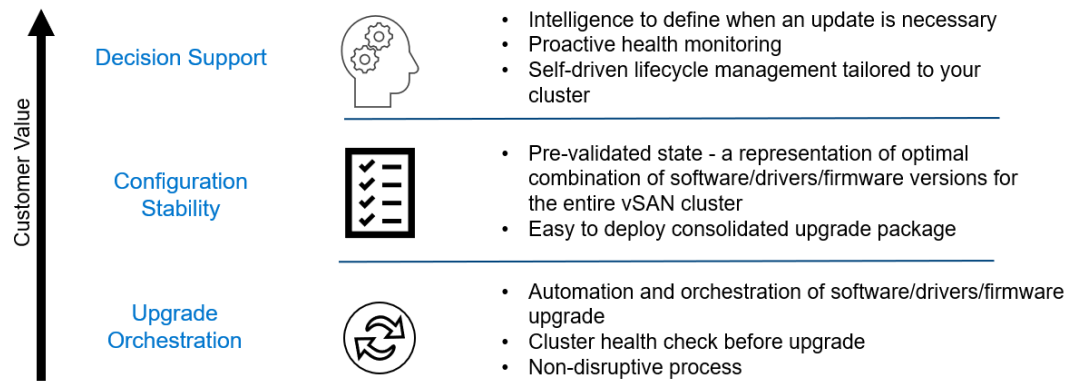 Customer Value
Decision Support
• Intelligence to define when an update is necessary
• Proactive health monitoring
• Self-driven lifecycle management tailored to your
cluster
Configuration
Stability
• Pre-validated state - a representation of optimal
combination of software/drivers/firmware versions for
the entire vSAN cluster
• Easy to deploy consolidated upgrade package
Upgrade
Orchestration
• Automation and orchestration of software/drivers/firmware
upgrade
• Cluster health check before upgrade
• Non-disruptive process